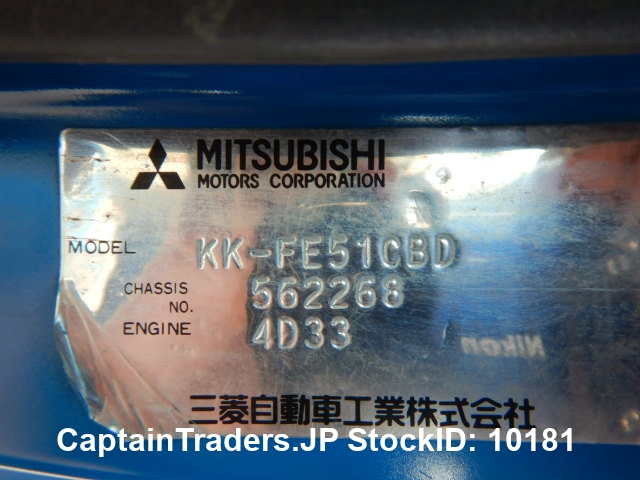 MITSUBISHI
MOTORS CORPORATION
MODEL KK-FE51CBD
CHASSIS NO. 562268
ENGINE 4D33
Nikon
三菱自動車工業株式会社
CaptainTraders.JP StockID: 10181